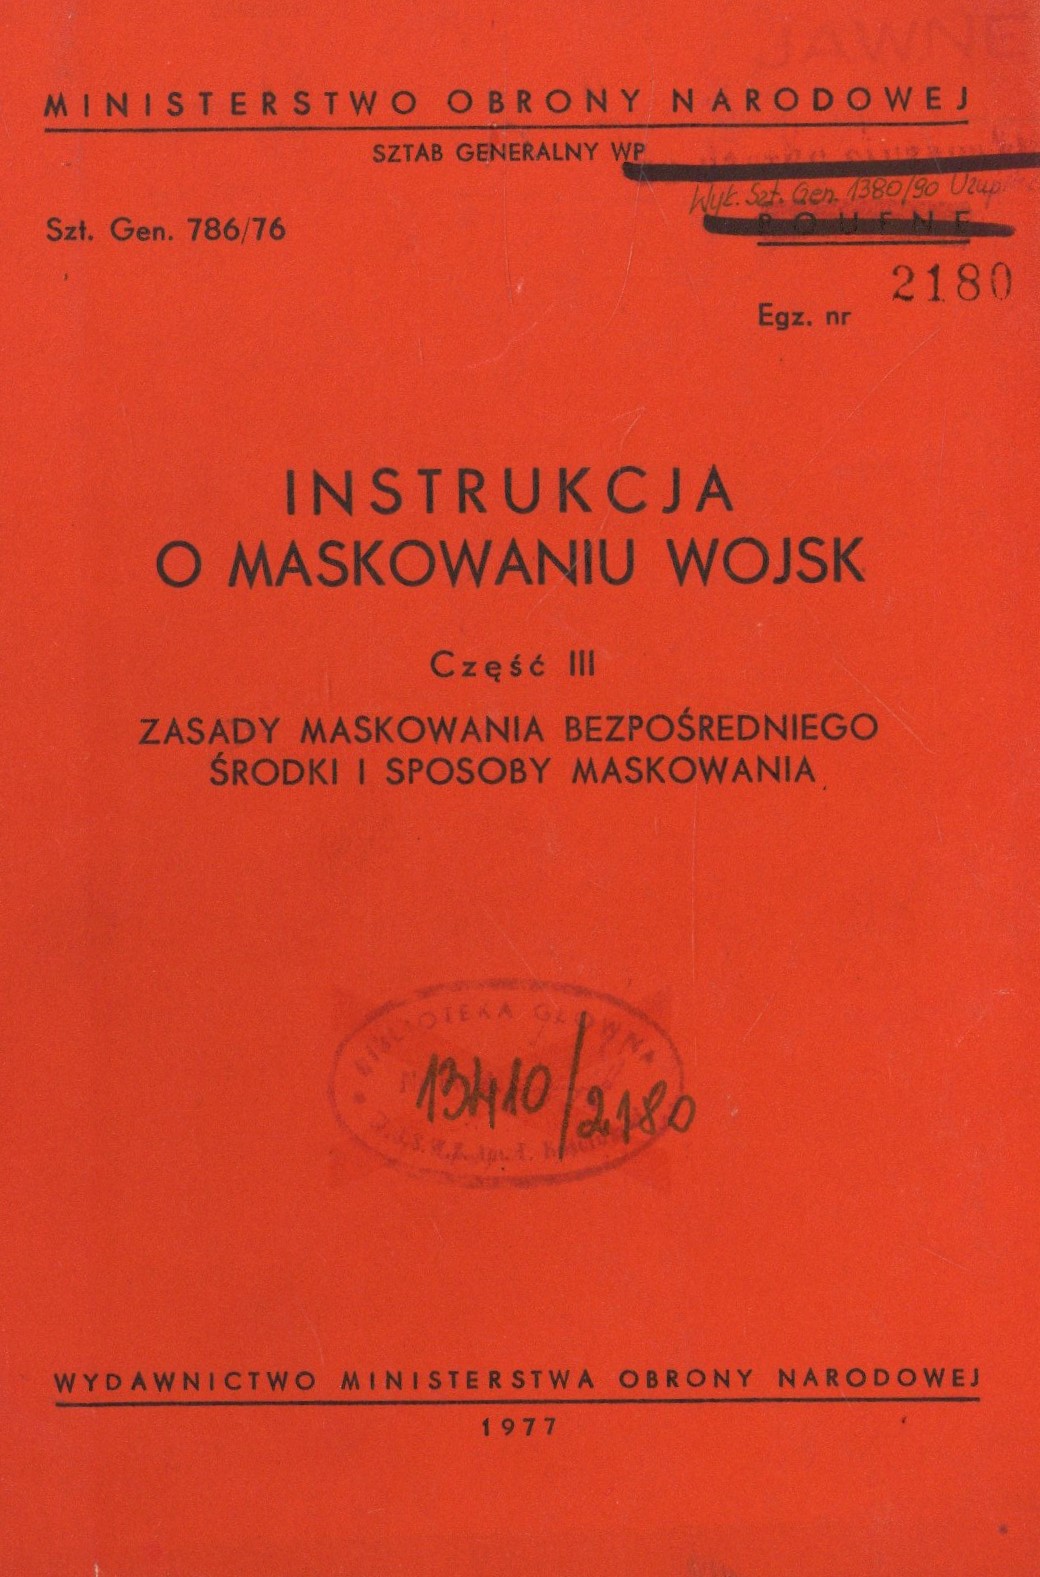 JAWNE
MINISTERSTWO OBRONY NARODOWEJ
SZTAB GENERALNY WP
Wyk. Szt. Gen. 1380/90
Szt. Gen. 786/76
POUFNE
2180
Egz. nr
INSTRUKCJA
O MASKOWANIU WOJSK
Część III
ZASADY MASKOWANIA BEZPOŚREDNIEGO
ŚRODKI I SPOSOBY MASKOWANIA
BIBLIOTEKA GŁÓWNA
13410/2180
WYDAWNICTWO MINISTERSTWA OBRONY NARODOWEJ
1977